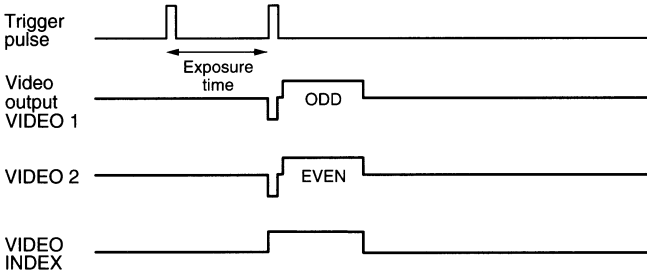 Trigger
pulse
Exposure
time
Video
output
VIDEO 1
ODD
VIDEO 2
EVEN
VIDEO
INDEX